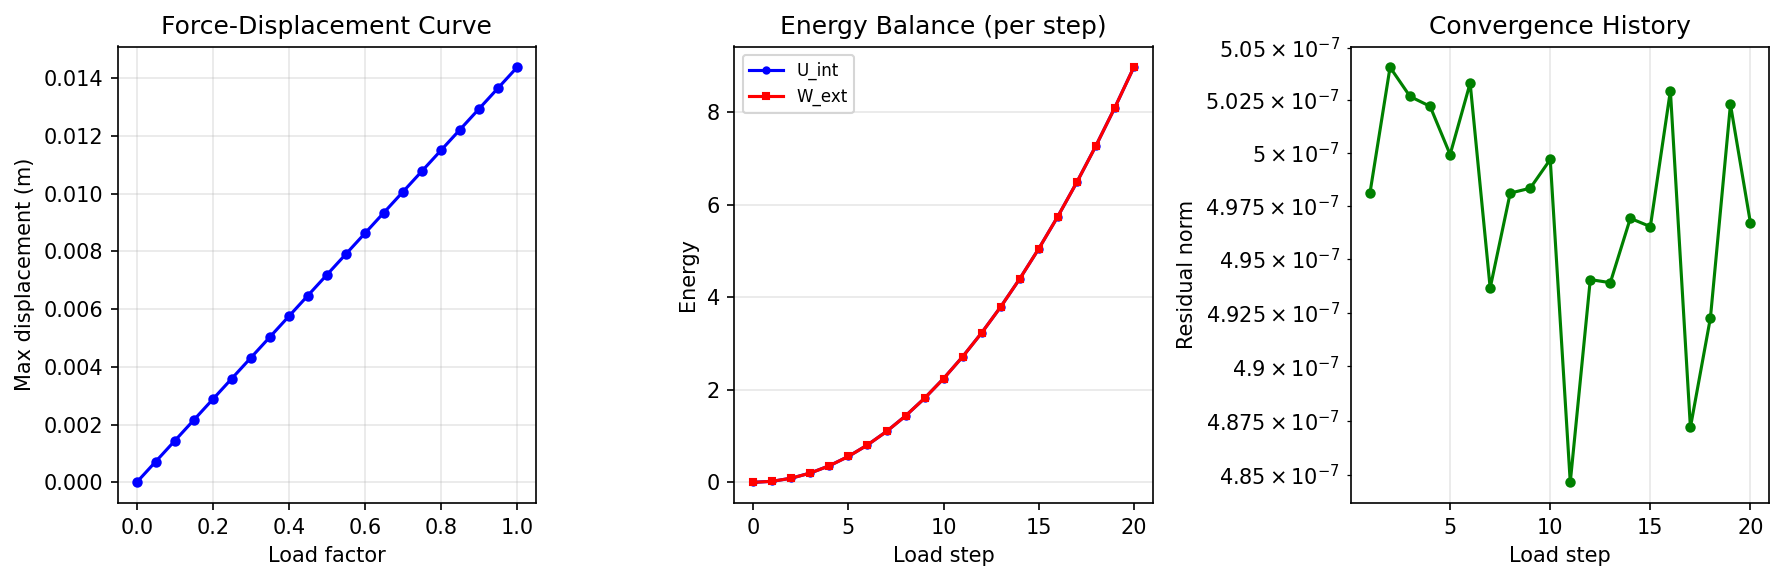 Force-Displacement Curve
Max displacement (m)
0.014
0.012
0.010
0.008
0.006
0.004
0.002
0.000
0.0 0.2 0.4 0.6 0.8 1.0
Load factor
Energy Balance (per step)
U_int
W_ext
Energy
8
6
4
2
0
0 5 10 15 20
Load step
Convergence History
Residual norm
5.05 × 10⁻⁷
5.025 × 10⁻⁷
5 × 10⁻⁷
4.975 × 10⁻⁷
4.95 × 10⁻⁷
4.925 × 10⁻⁷
4.9 × 10⁻⁷
4.875 × 10⁻⁷
4.85 × 10⁻⁷
5 10 15 20
Load step